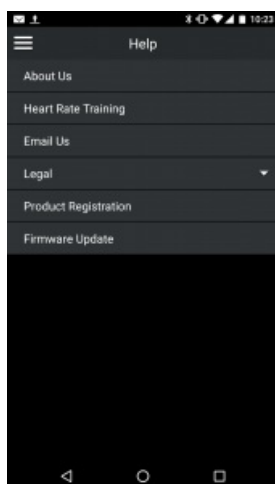 10:23
Help
About Us
Heart Rate Training
Email Us
Legal
Product Registration
Firmware Update